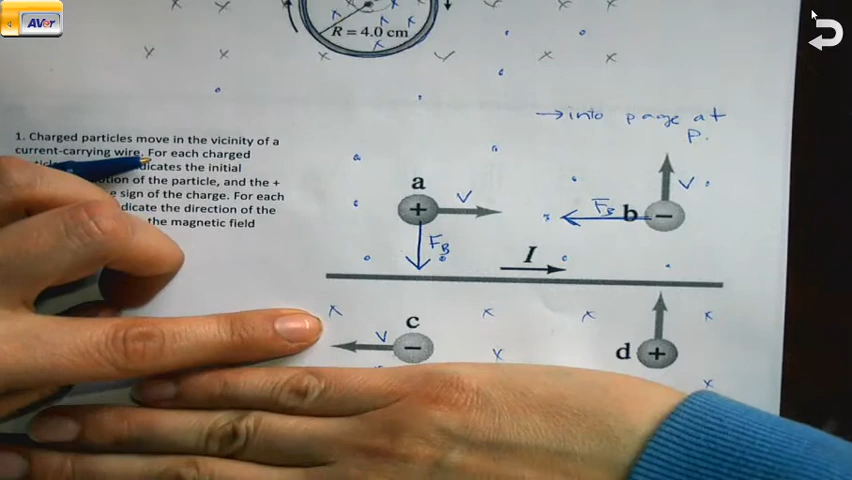 AVer
R = 4.0 cm
→ into page at
P.
1. Charged particles move in the vicinity of a
current-carrying wire. For each charged
dicates the initial
tion of the particle, and the +
e sign of the charge. For each
dicate the direction of the
the magnetic field
a
V
+
V
F_B
b
−
F_B
I
c
V
−
d
+